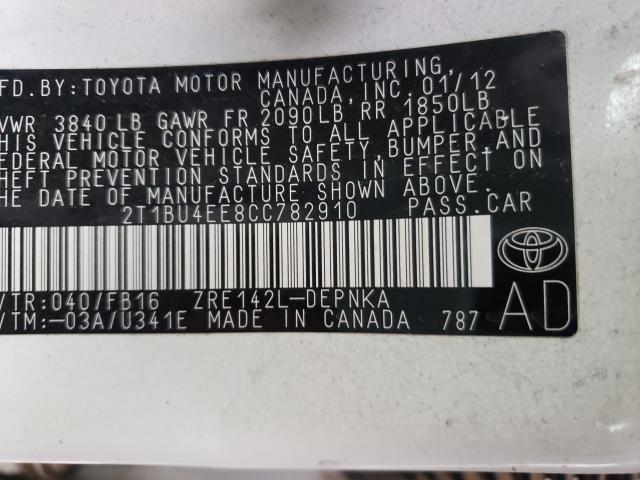 FD. BY: TOYOTA MOTOR MANUFACTURING,
CANADA, INC. 01/12
VWR 3840 LB GAWR FR 2090LB RR 1850LB
HIS VEHICLE CONFORMS TO ALL APPLICABLE
EDERAL MOTOR VEHICLE SAFETY, BUMPER, AND
HEFT PREVENTION STANDARDS IN EFFECT ON
HE DATE OF MANUFACTURE SHOWN ABOVE.
2T1BU4EE8CC782910 PASS. CAR
/TR: 040/FB16 ZRE142L-DEPNKA
/TM:-03A/U341E MADE IN CANADA 787
AD